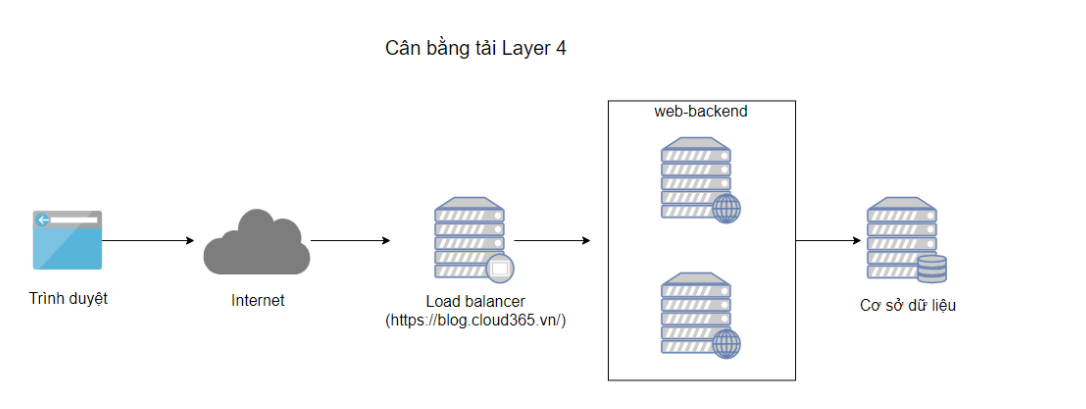 Cân bằng tải Layer 4
web-backend
Trình duyệt
Internet
Load balancer
(https://blog.cloud365.vn/)
Cơ sở dữ liệu